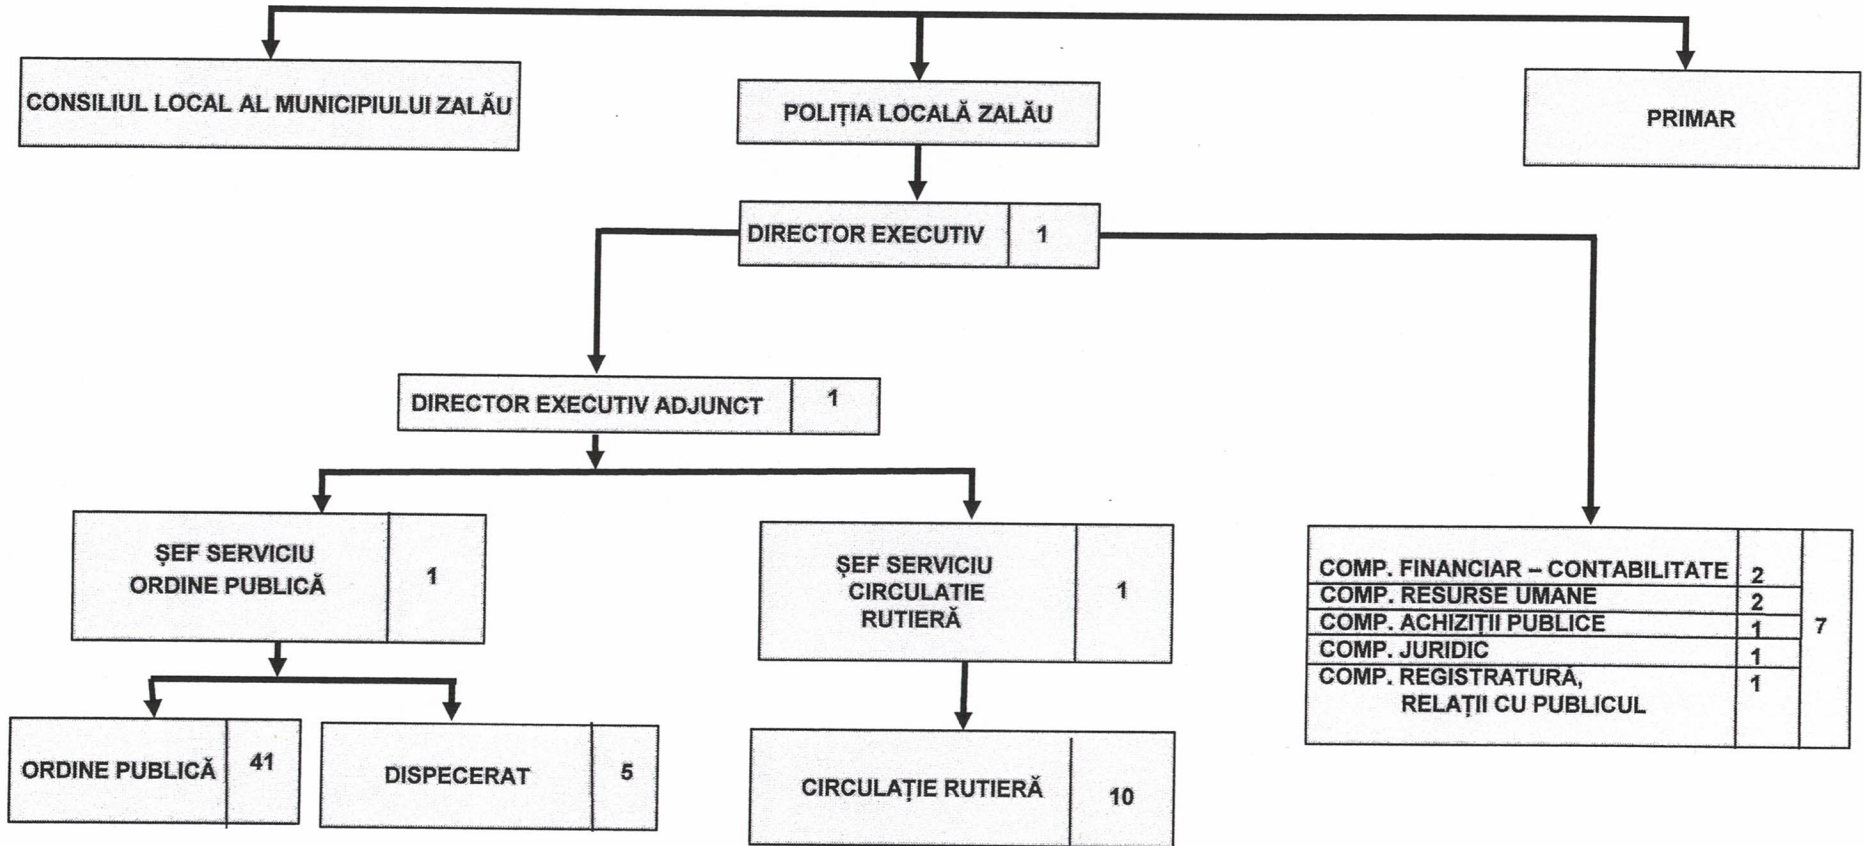 CONSILIUL LOCAL AL MUNICIPIULUI ZALĂU
POLIȚIA LOCALĂ ZALĂU
PRIMAR
DIRECTOR EXECUTIV 1
DIRECTOR EXECUTIV ADJUNCT 1
ȘEF SERVICIU
ORDINE PUBLICĂ
1
ȘEF SERVICIU
CIRCULATIE
RUTIERĂ
1
COMP. FINANCIAR – CONTABILITATE 2
COMP. RESURSE UMANE 2
COMP. ACHIZIȚII PUBLICE 1
COMP. JURIDIC 1
COMP. REGISTRATURĂ, 1
RELAȚII CU PUBLICUL
7
ORDINE PUBLICĂ 41
DISPECERAT 5
CIRCULAȚIE RUTIERĂ 10